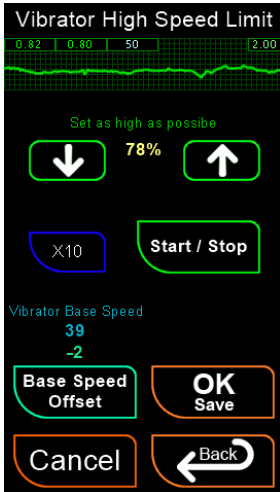 Vibrator High Speed Limit
0.82 0.80 50 2.00
Set as high as possibe
78%
X10
Start / Stop
Vibrator Base Speed
39
-2
Base Speed
Offset
OK
Save
Cancel
Back